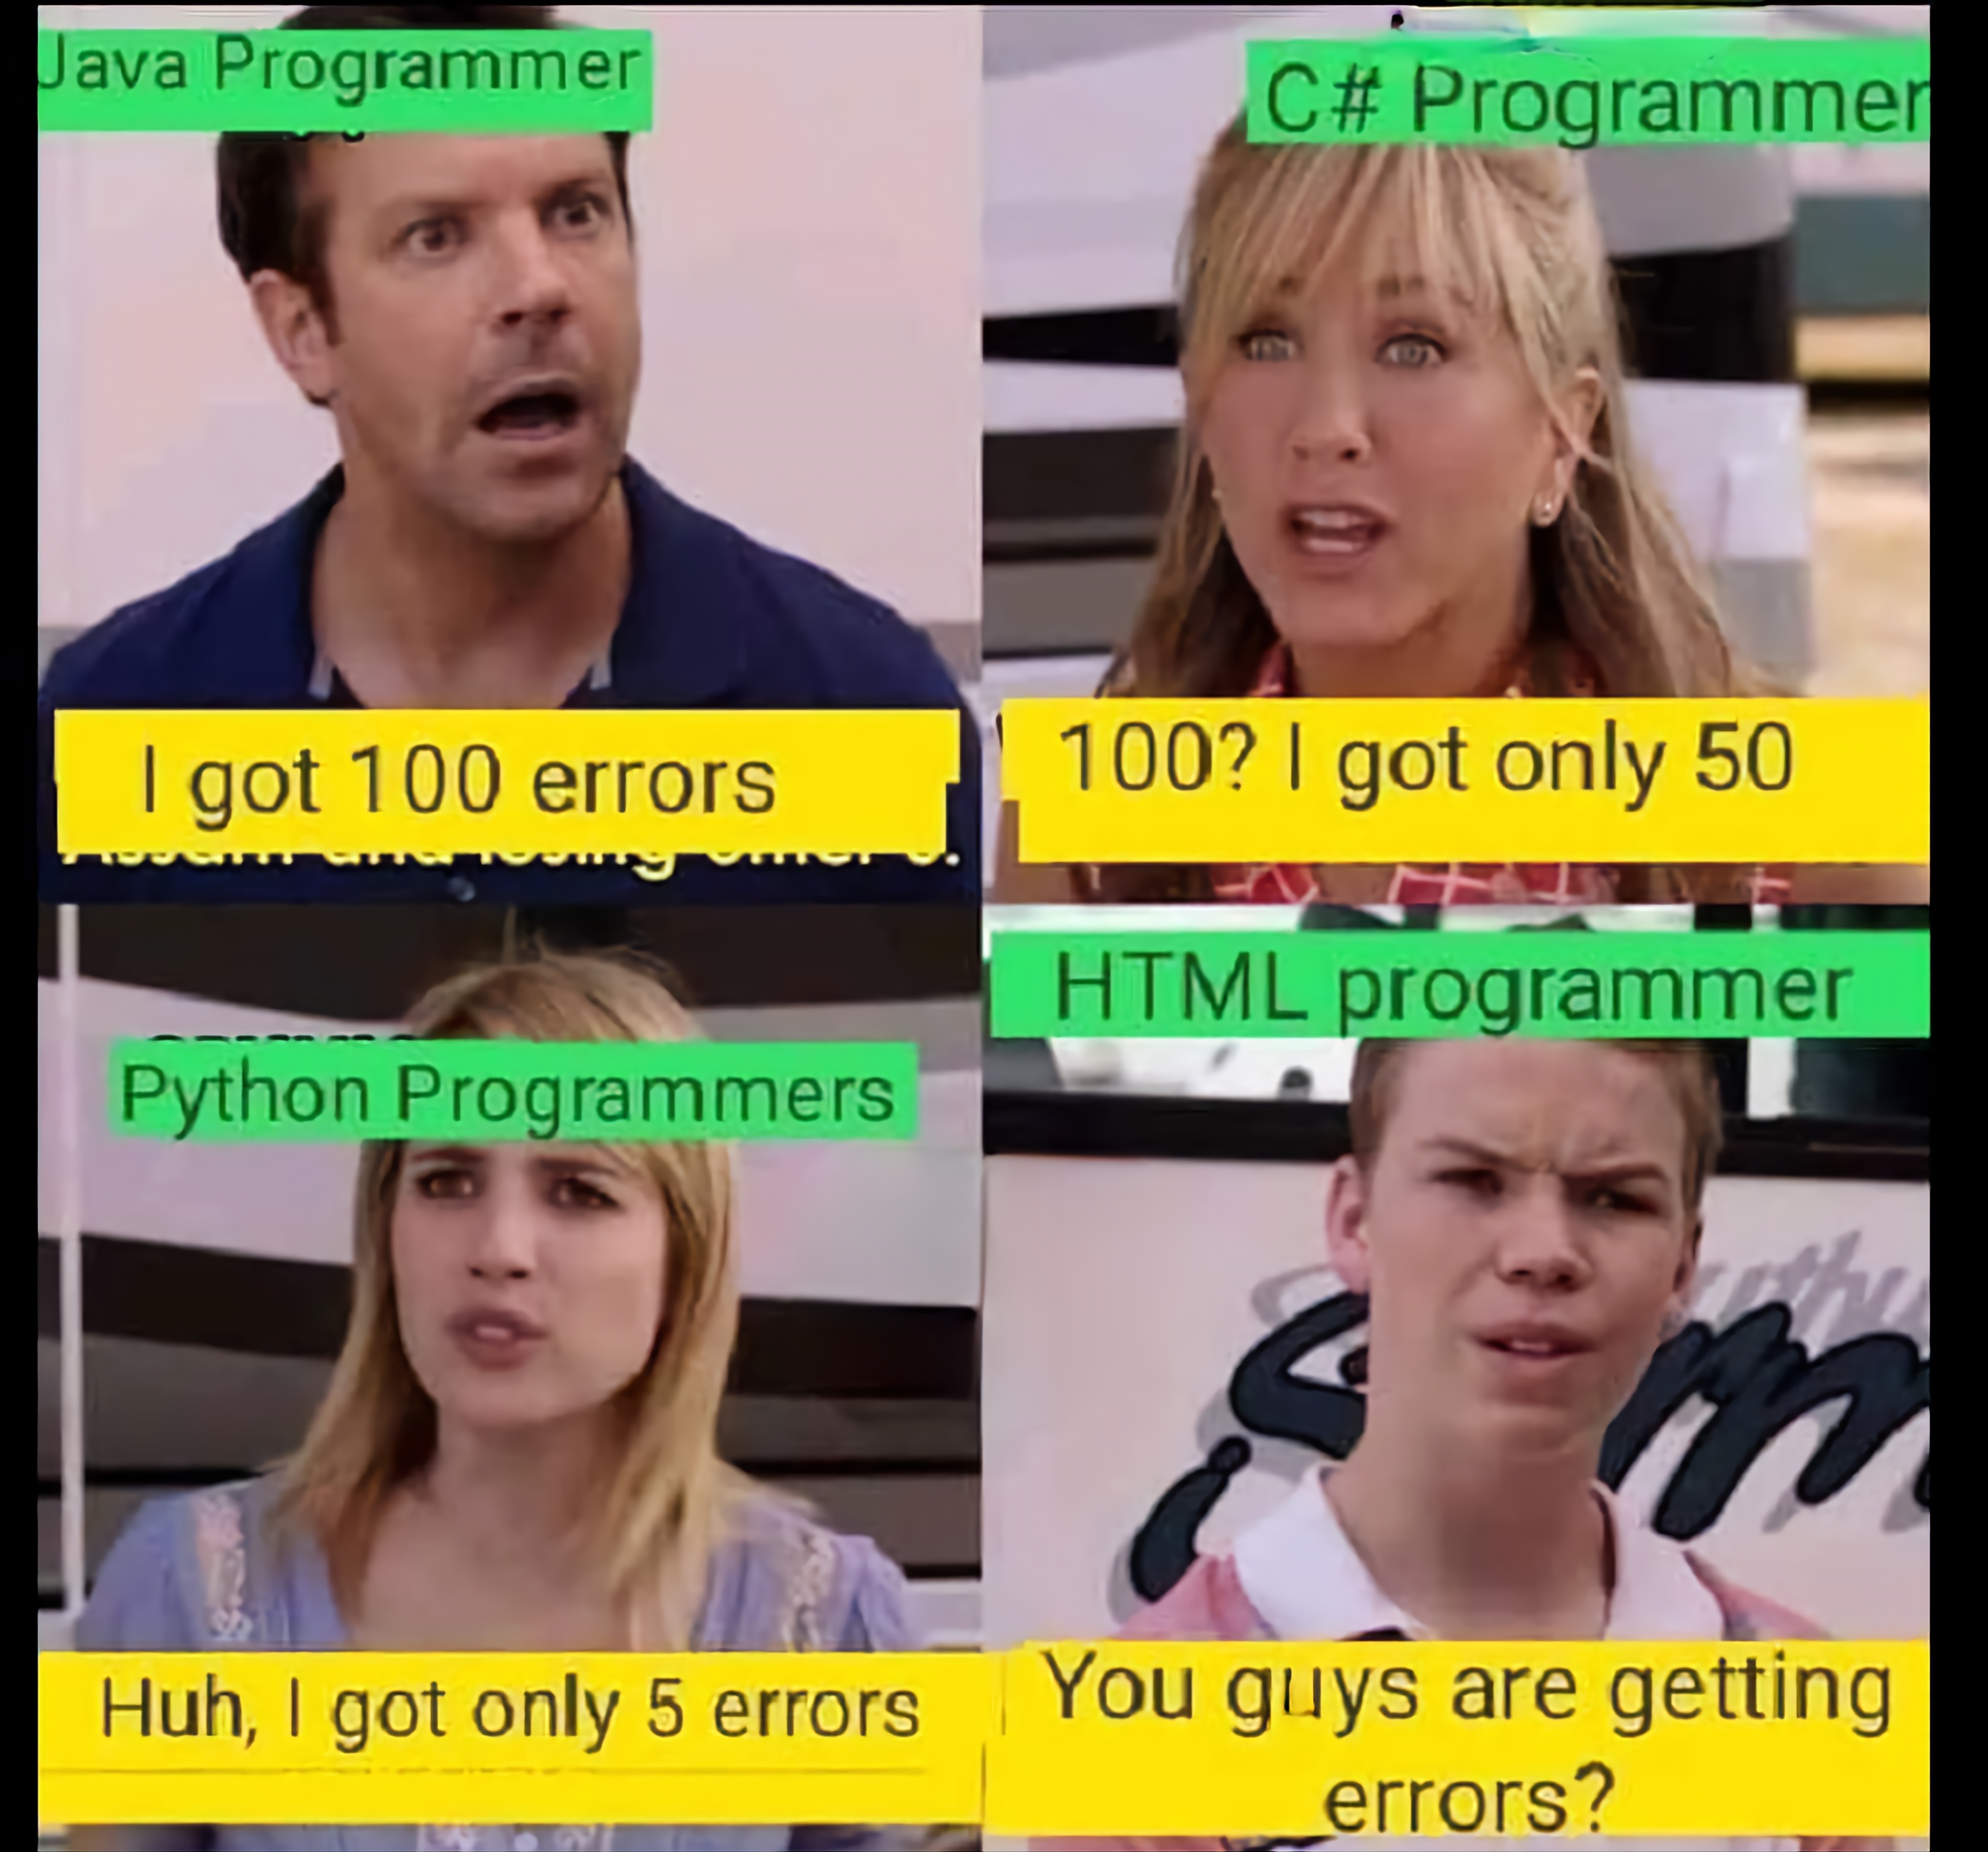 Java Programmer
I got 100 errors
C# Programmer
100? I got only 50
Python Programmers
Huh, I got only 5 errors
HTML programmer
You guys are getting
errors?